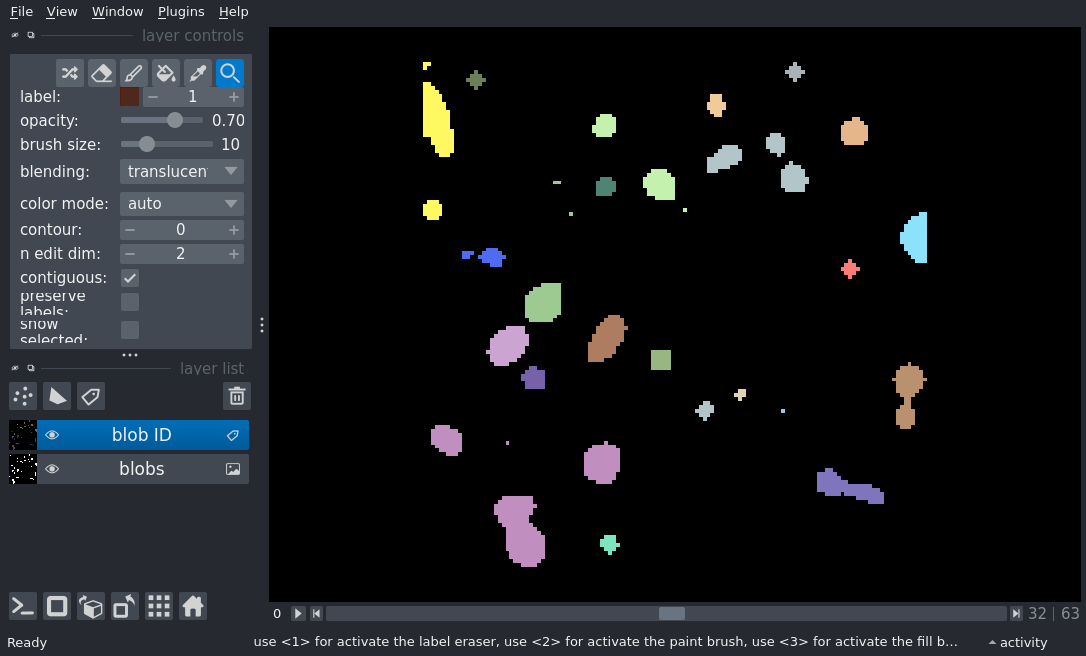 File View Window Plugins Help
layer controls
label: 1
opacity: 0.70
brush size: 10
blending: translucen
color mode: auto
contour: 0
n edit dim: 2
contiguous:
preserve
labels:
show
selected:
layer list
blob ID
blobs
0 32 63
Ready use <1> for activate the label eraser, use <2> for activate the paint brush, use <3> for activate the fill b... activity